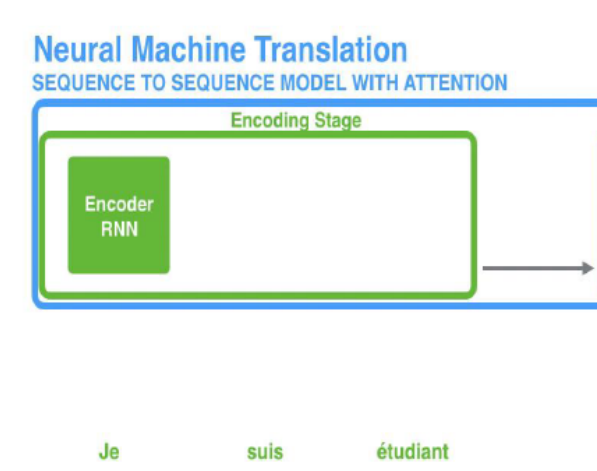 Neural Machine Translation
SEQUENCE TO SEQUENCE MODEL WITH ATTENTION
Encoding Stage
Encoder
RNN
Je suis étudiant